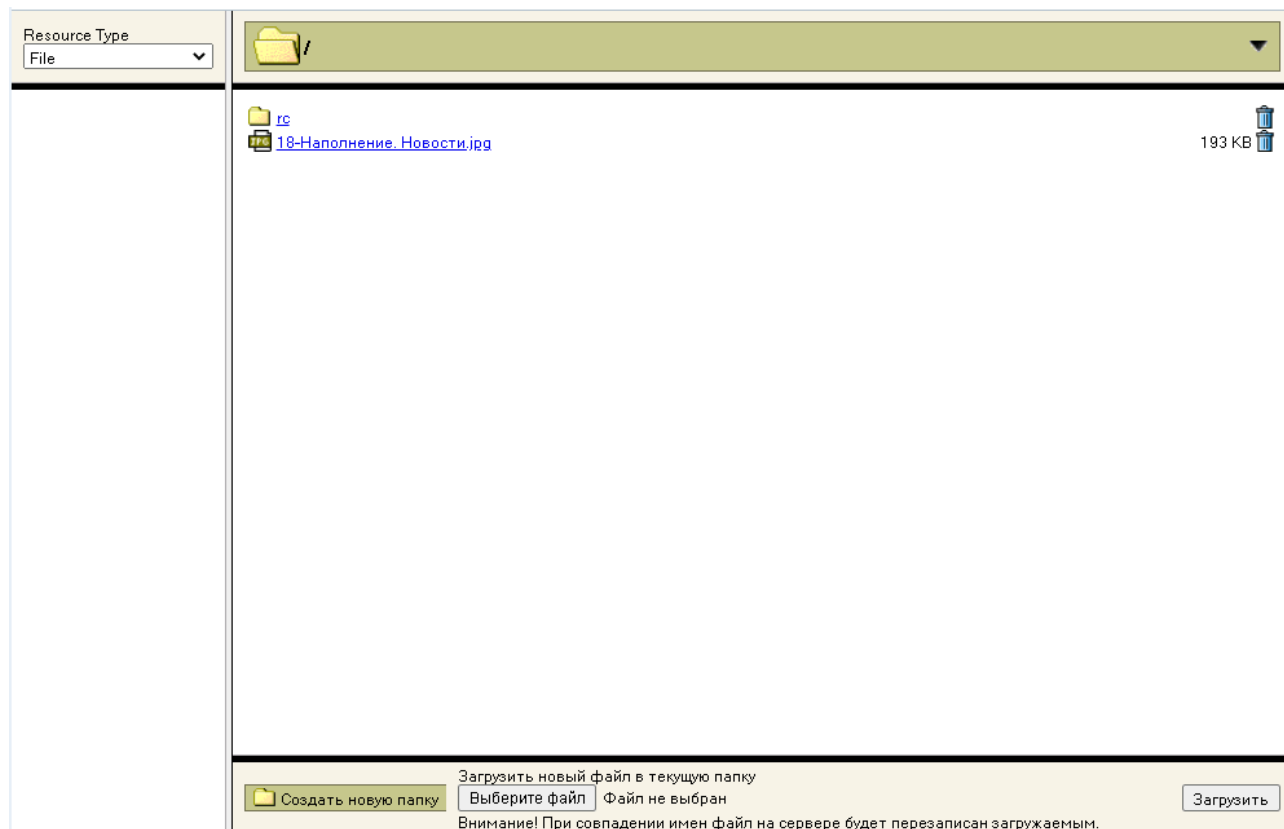 Resource Type
File
/
rc
18-Наполнение. Новости.jpg 193 KB
Загрузить новый файл в текущую папку
Создать новую папку Выберите файл Файл не выбран Загрузить
Внимание! При совпадении имен файл на сервере будет перезаписан загружаемым.